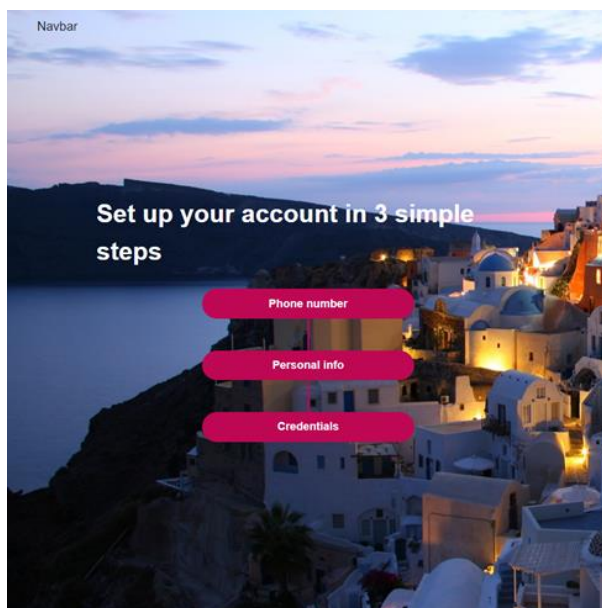 Navbar
Set up your account in 3 simple
steps
Phone number
Personal info
Credentials